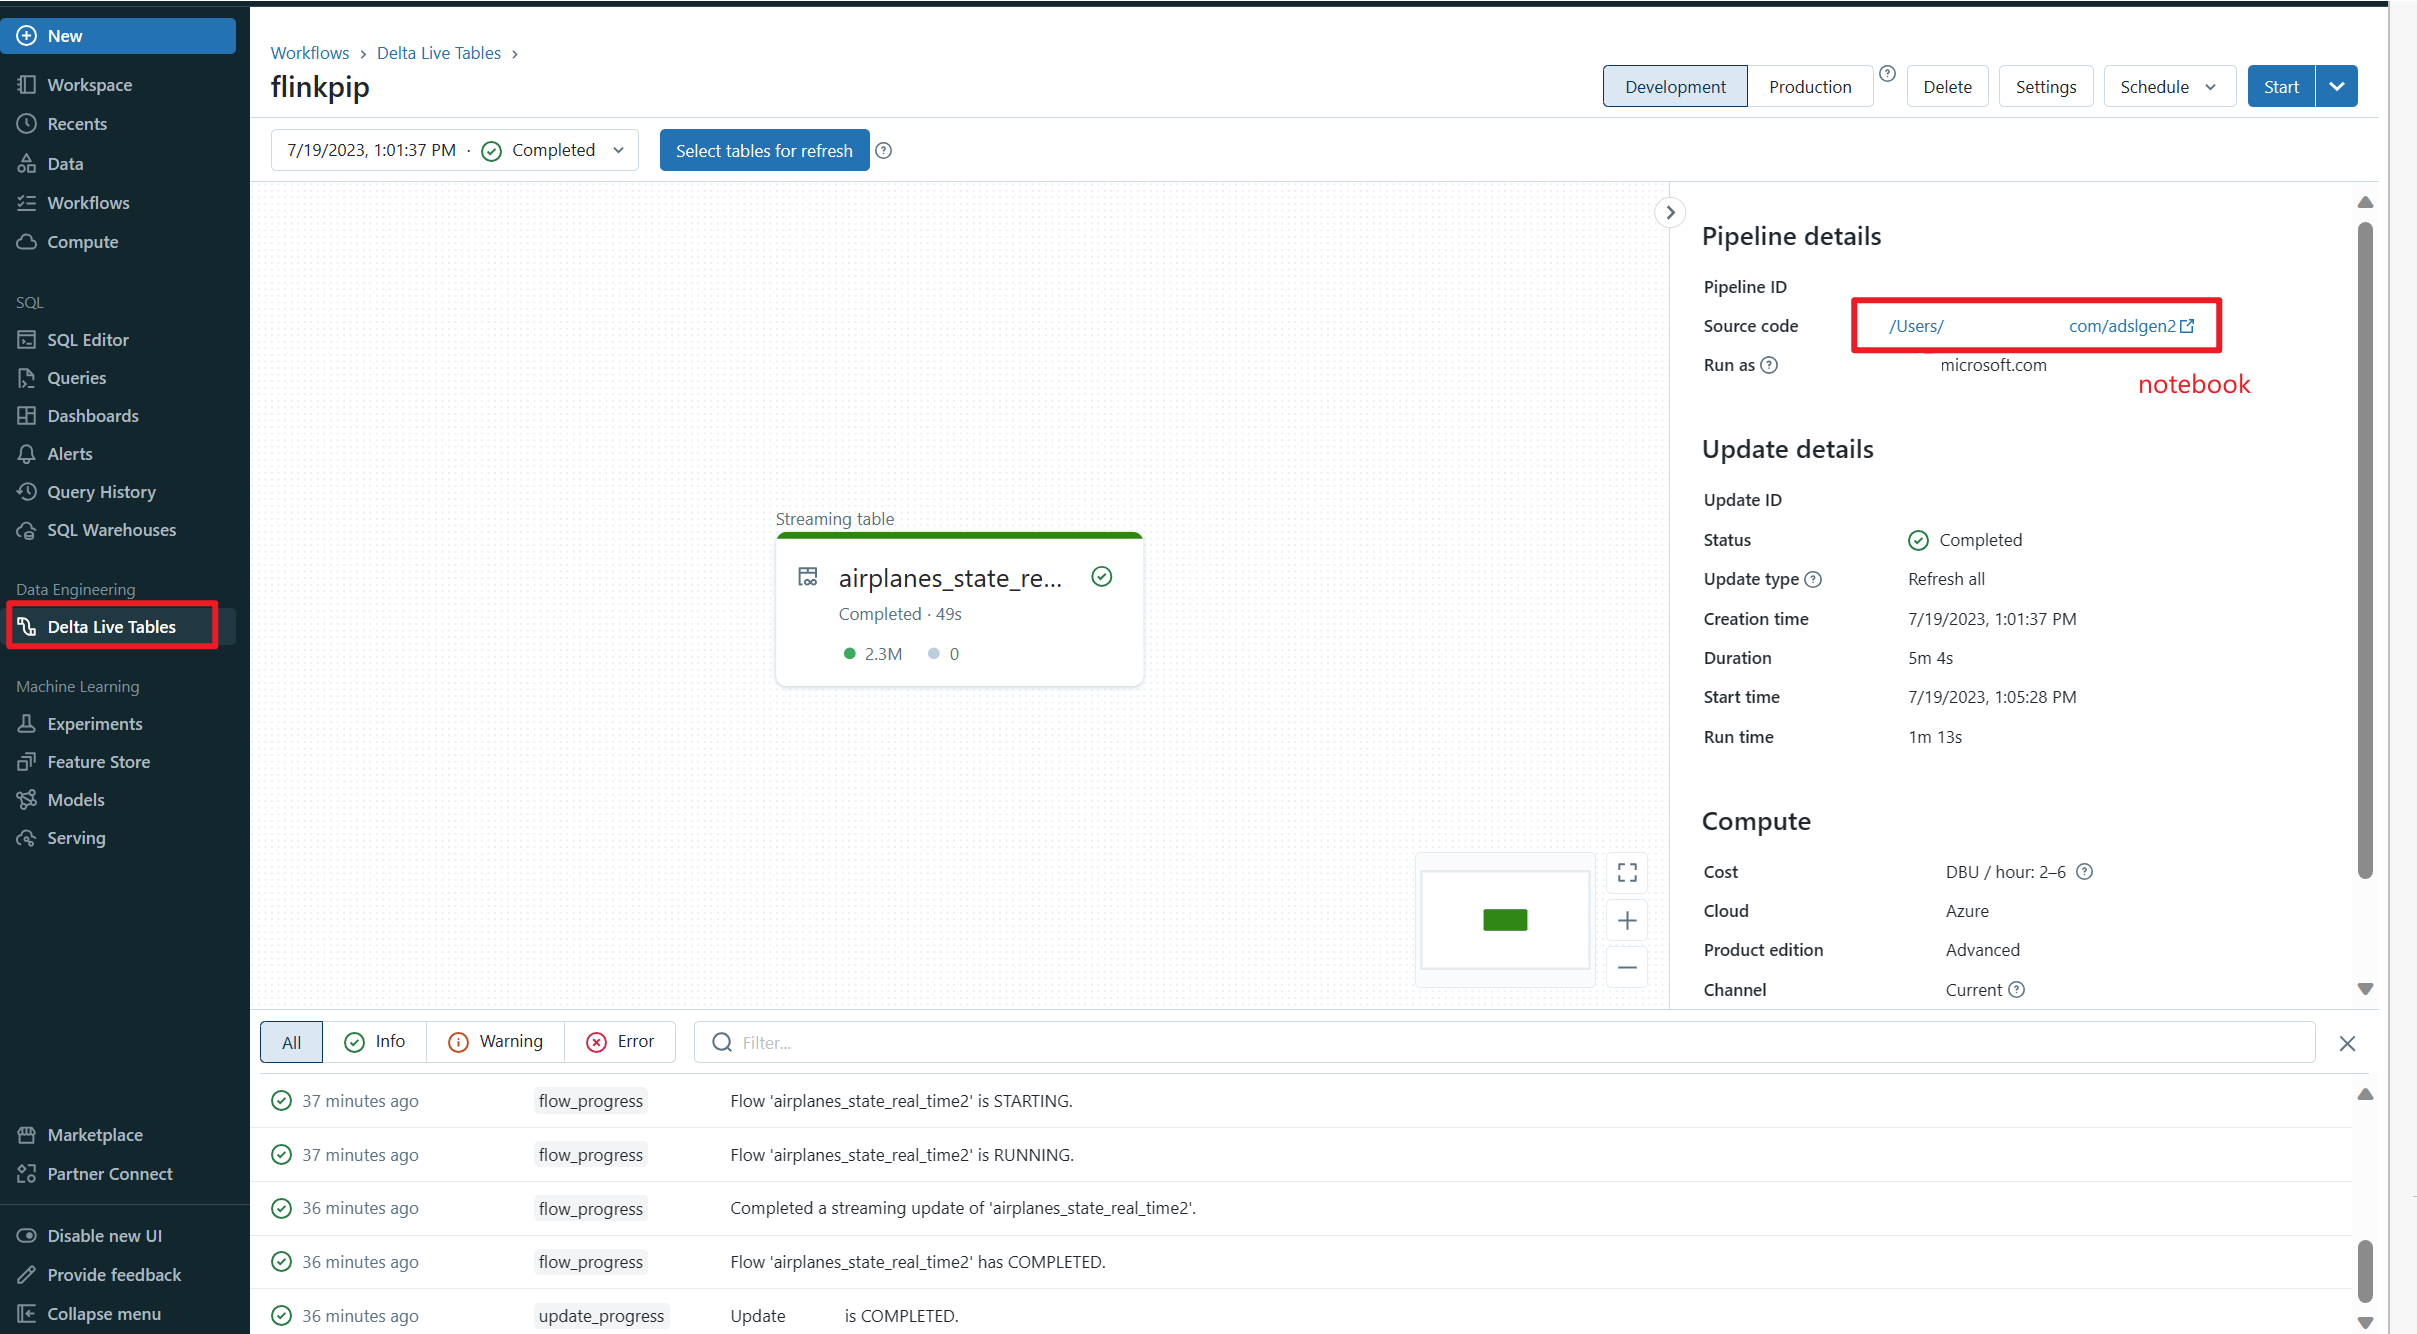 New
Workspace
Recents
Data
Workflows
Compute
SQL
SQL Editor
Queries
Dashboards
Alerts
Query History
SQL Warehouses
Data Engineering
Delta Live Tables
Machine Learning
Experiments
Feature Store
Models
Serving
Marketplace
Partner Connect
Disable new UI
Provide feedback
Collapse menu
Workflows > Delta Live Tables >
flinkpip
Development Production ? Delete Settings Schedule Start
7/19/2023, 1:01:37 PM · Completed Select tables for refresh ?
Streaming table
airplanes_state_re...
Completed · 49s
2.3M 0
Pipeline details
Pipeline ID
Source code /Users/ com/adslgen2
Run as ? microsoft.com
notebook
Update details
Update ID
Status Completed
Update type ? Refresh all
Creation time 7/19/2023, 1:01:37 PM
Duration 5m 4s
Start time 7/19/2023, 1:05:28 PM
Run time 1m 13s
Compute
Cost DBU / hour: 2–6 ?
Cloud Azure
Product edition Advanced
Channel Current ?
All Info Warning Error Filter...
37 minutes ago flow_progress Flow 'airplanes_state_real_time2' is STARTING.
37 minutes ago flow_progress Flow 'airplanes_state_real_time2' is RUNNING.
36 minutes ago flow_progress Completed a streaming update of 'airplanes_state_real_time2'.
36 minutes ago flow_progress Flow 'airplanes_state_real_time2' has COMPLETED.
36 minutes ago update_progress Update is COMPLETED.